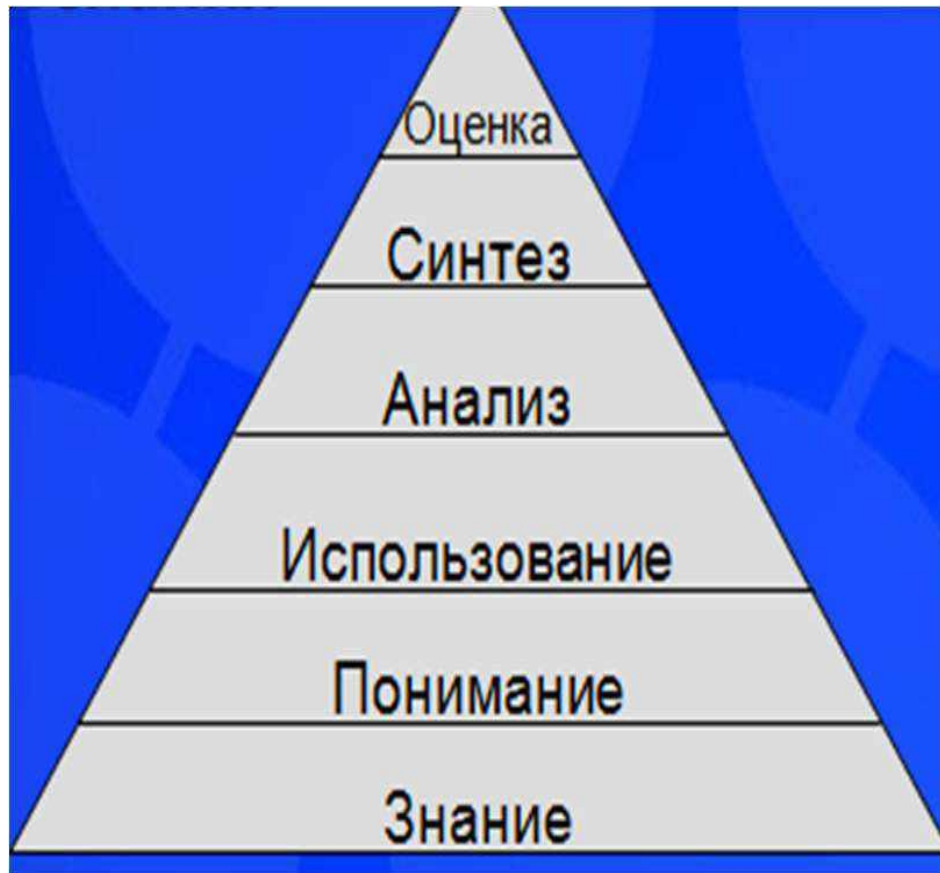 Оценка
Синтез
Анализ
Использование
Понимание
Знание